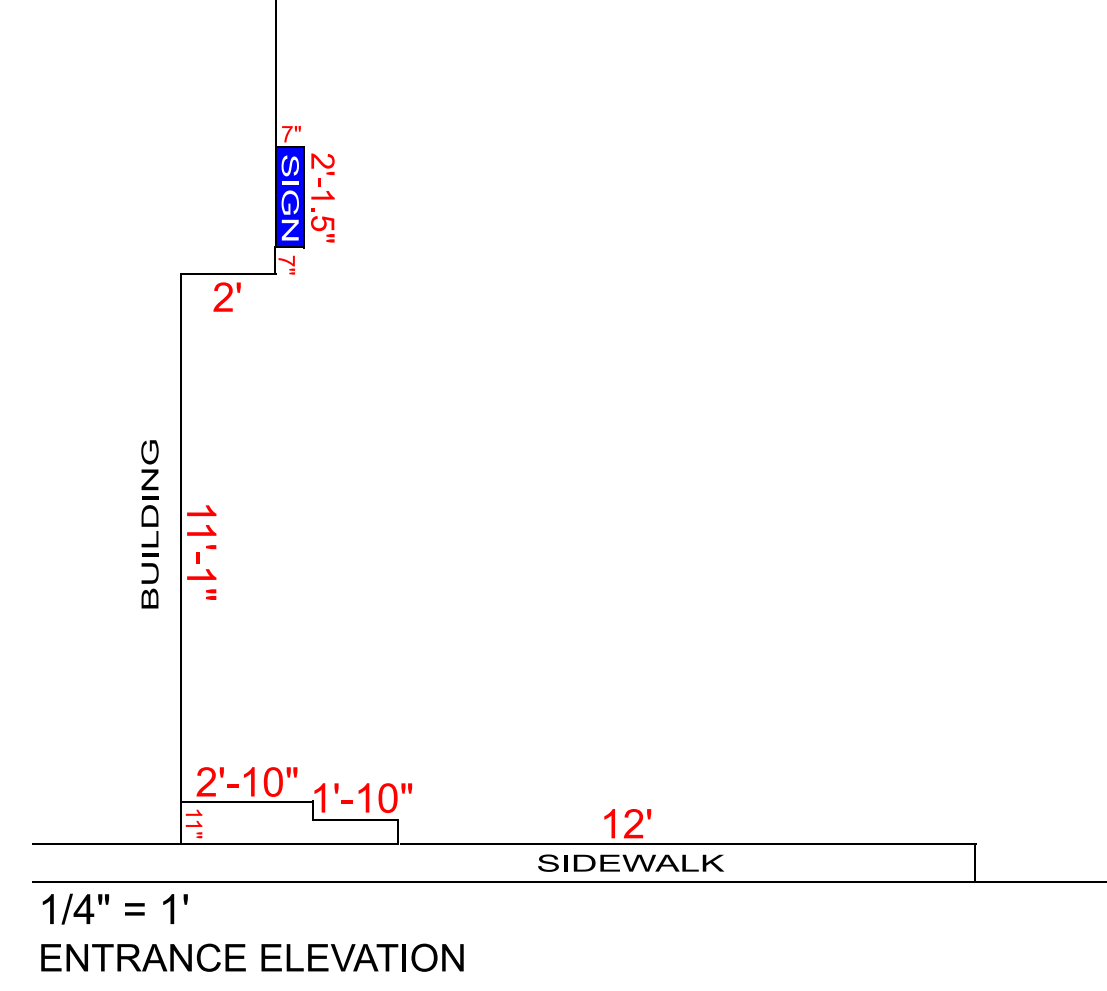 7"
SIGN
2'-1.5"
7"
2'
BUILDING
11'-1"
2'-10"
1'-10"
11"
12'
SIDEWALK
1/4" = 1'
ENTRANCE ELEVATION